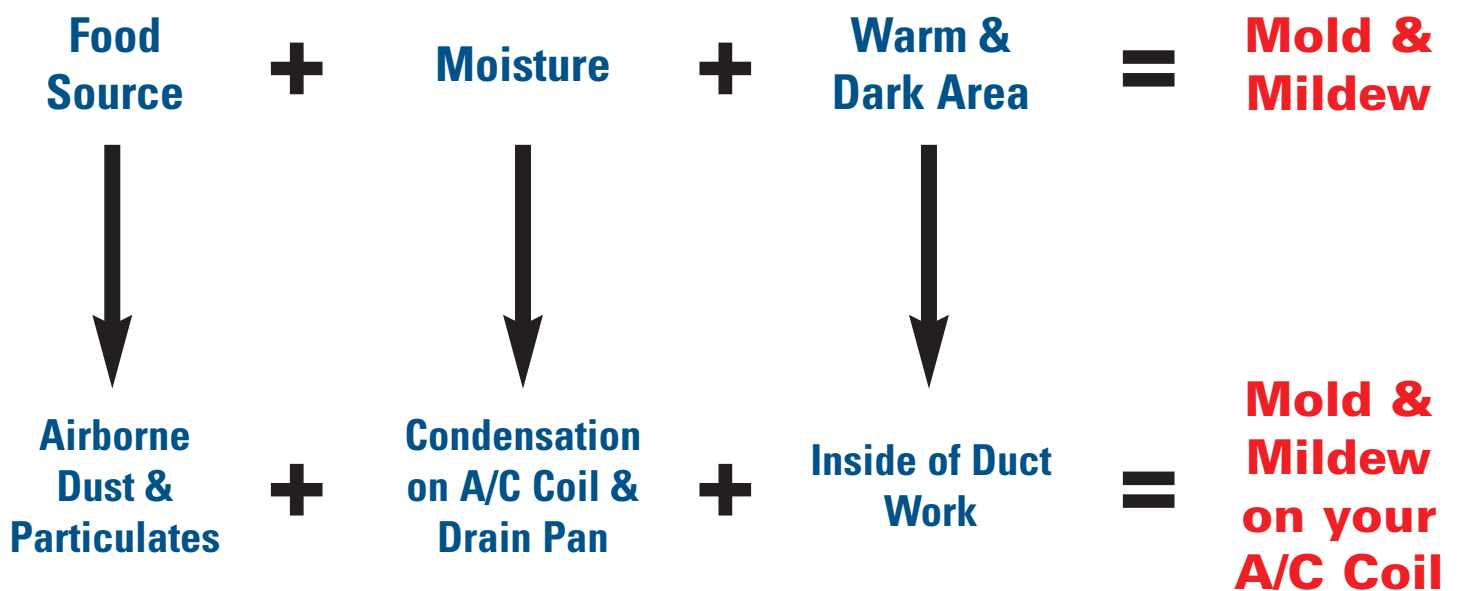 Food
Source
+
Moisture
+
Warm &
Dark Area
=
Mold &
Mildew
Airborne
Dust &
Particulates
+
Condensation
on A/C Coil &
Drain Pan
+
Inside of Duct
Work
=
Mold &
Mildew
on your
A/C Coil